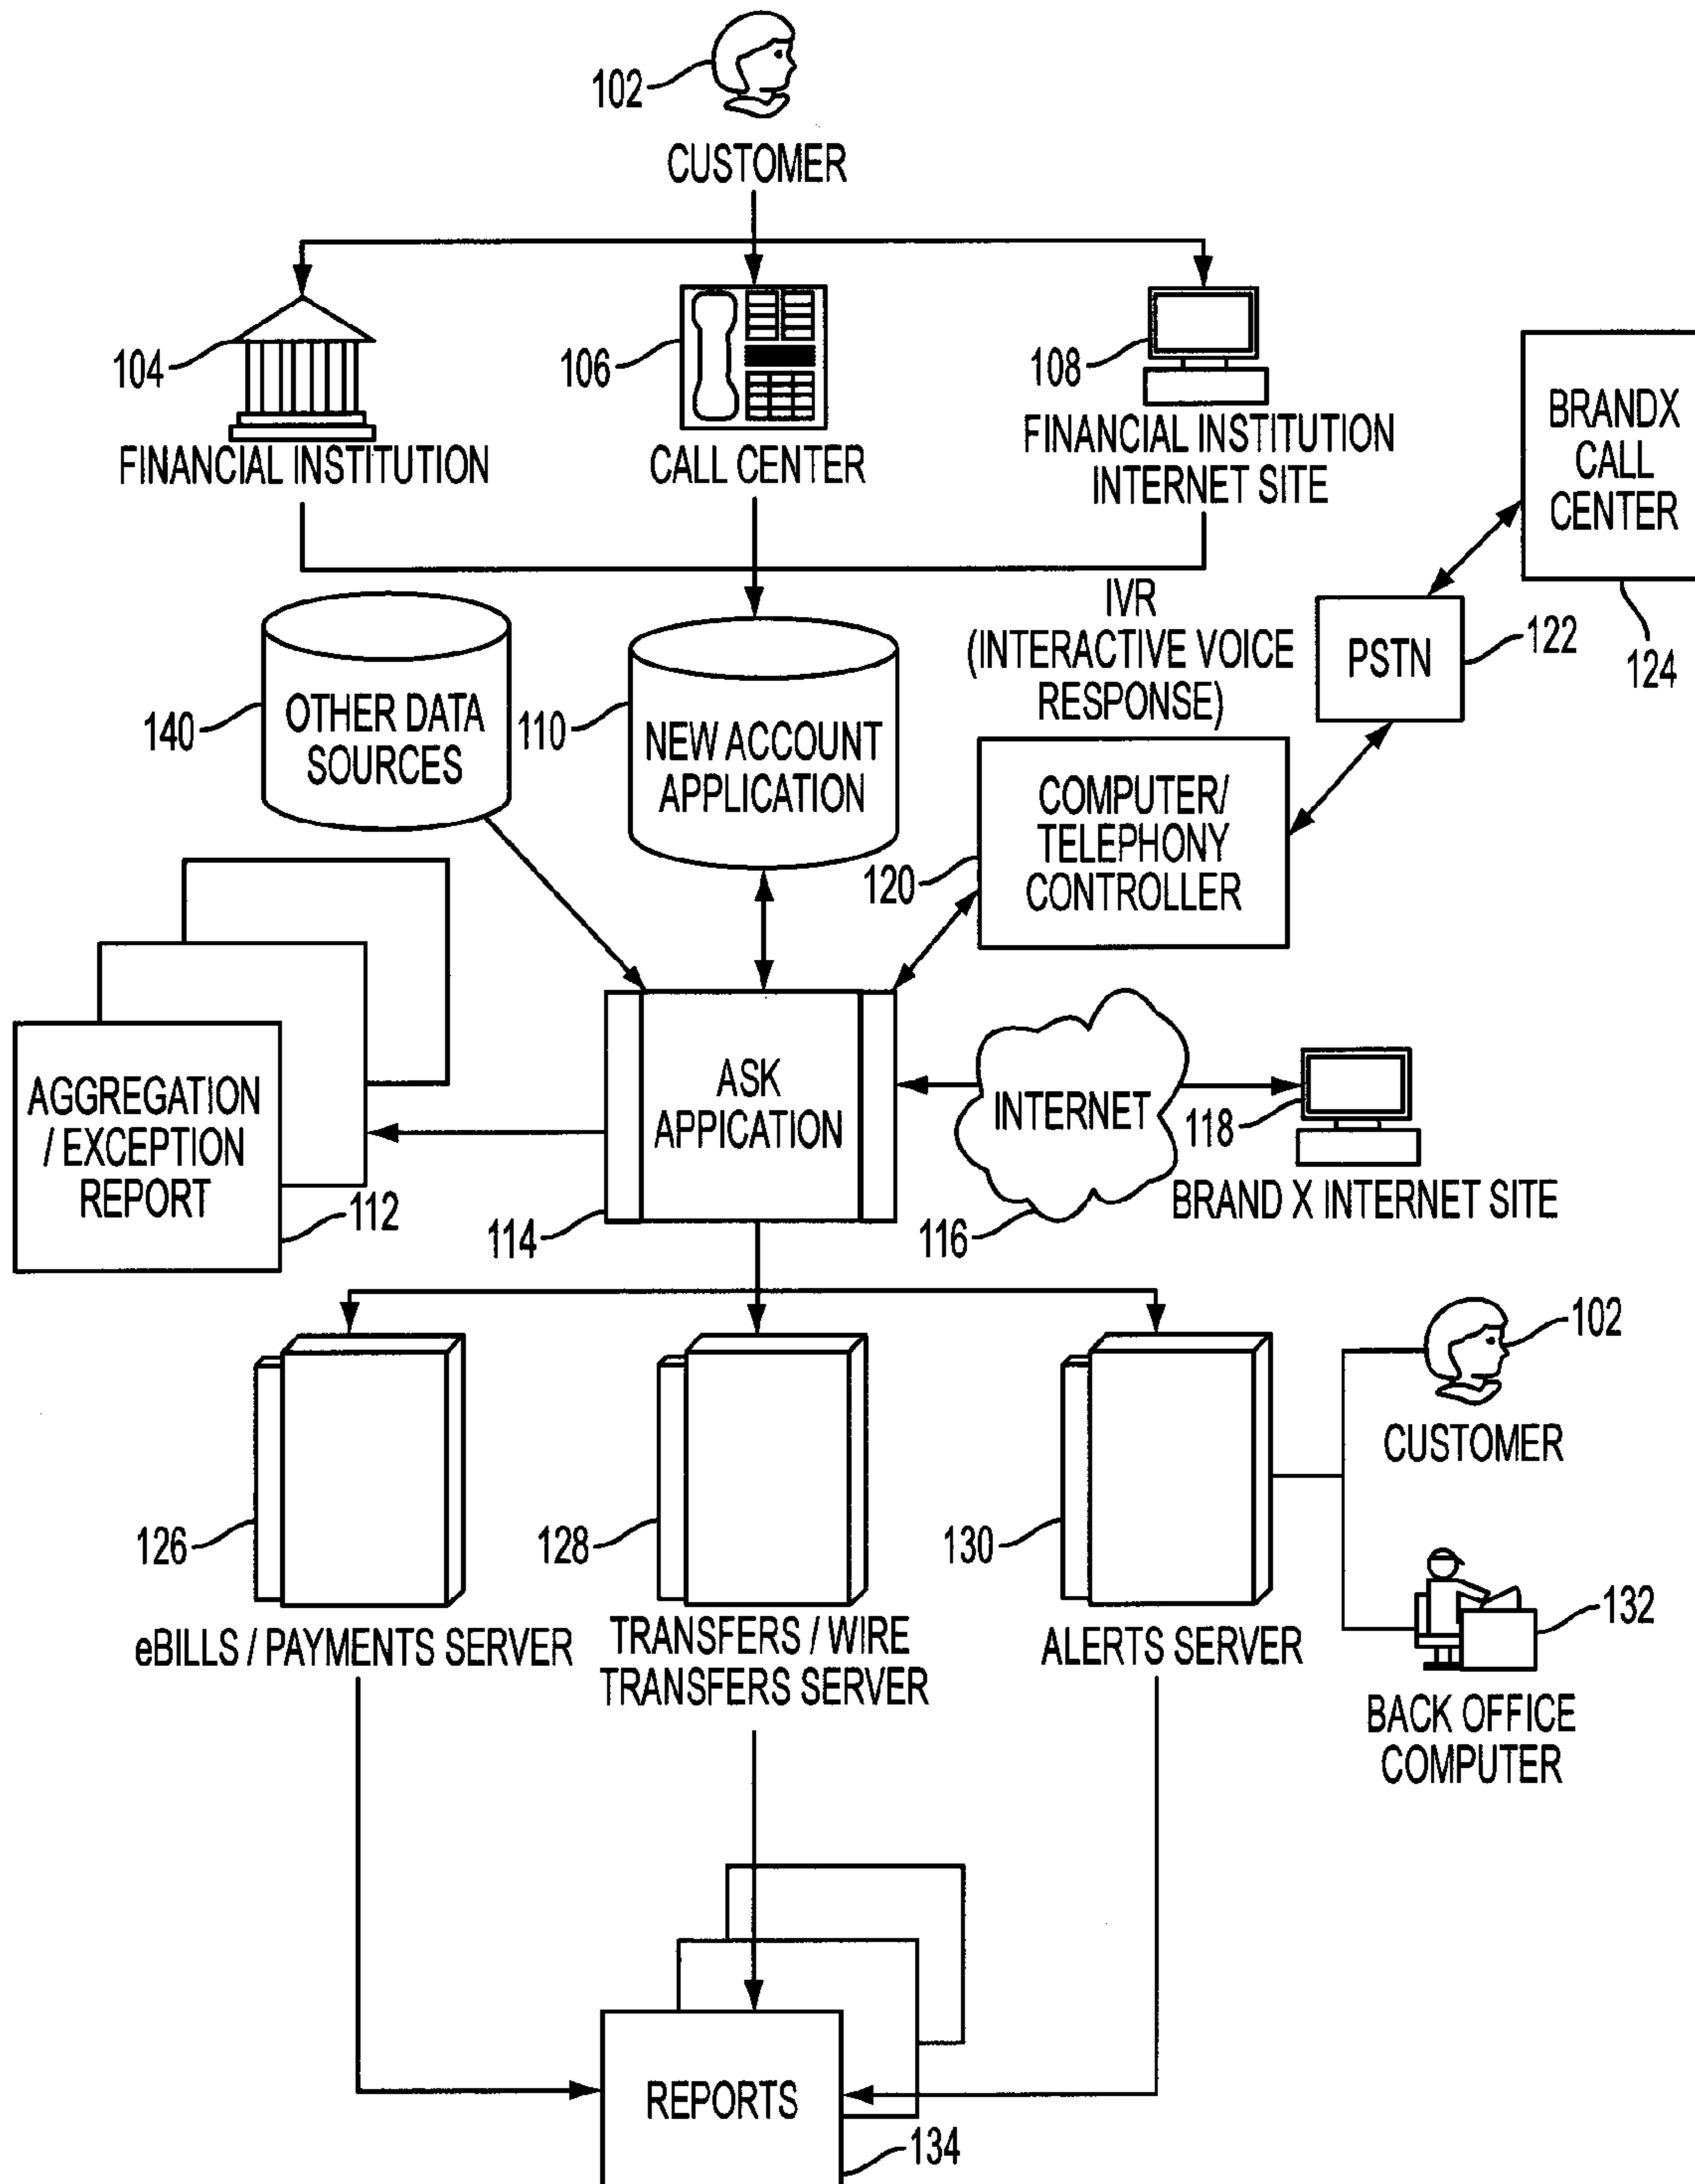 102
CUSTOMER
104
FINANCIAL INSTITUTION
106
CALL CENTER
108
FINANCIAL INSTITUTION
INTERNET SITE
BRANDX
CALL
CENTER
124
PSTN
122
IVR
(INTERACTIVE VOICE
RESPONSE)
140
OTHER DATA
SOURCES
110
NEW ACCOUNT
APPLICATION
COMPUTER/
TELEPHONY
CONTROLLER
120
AGGREGATION
/ EXCEPTION
REPORT
112
ASK
APPICATION
114
INTERNET
116
118
BRAND X INTERNET SITE
126
eBILLS / PAYMENTS SERVER
128
TRANSFERS / WIRE
TRANSFERS SERVER
130
ALERTS SERVER
102
CUSTOMER
132
BACK OFFICE
COMPUTER
REPORTS
134